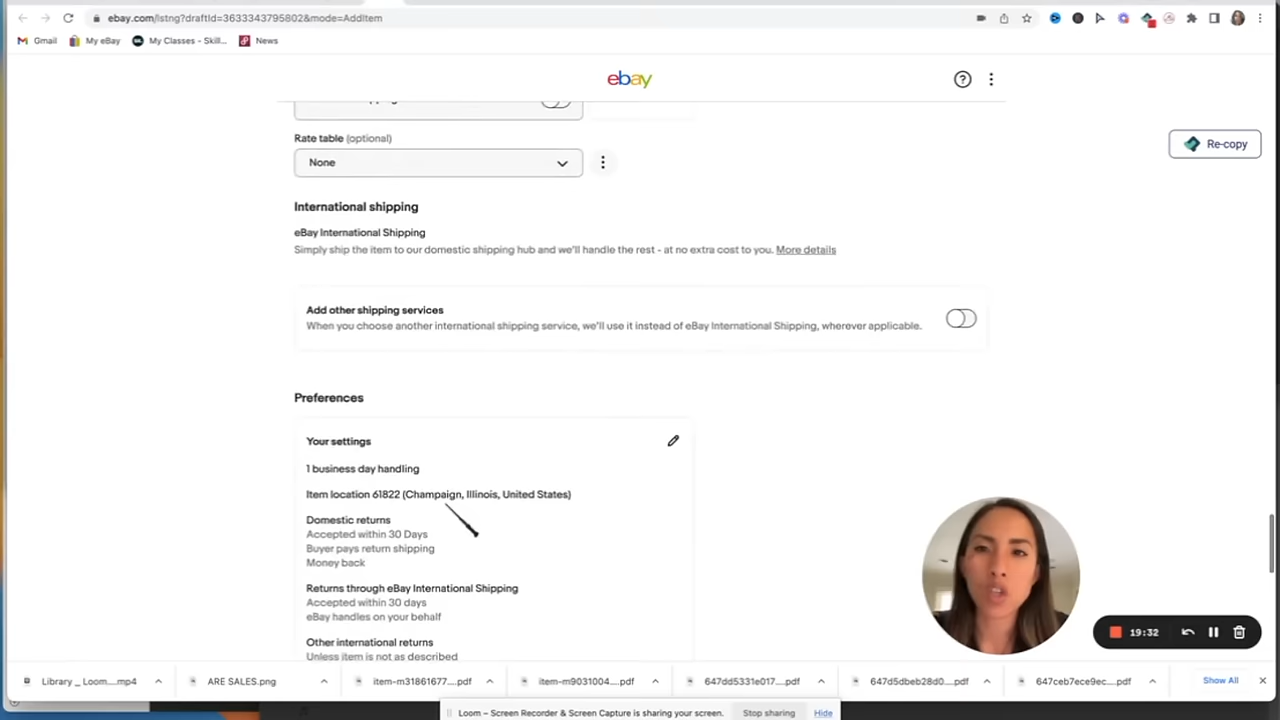 ebay.com/lstng?draftId=3633343795802&mode=AddItem
Gmail
My eBay
My Classes - Skill...
News
ebay
Rate table (optional)
None
Re-copy
International shipping
eBay International Shipping
Simply ship the item to our domestic shipping hub and we'll handle the rest - at no extra cost to you. More details
Add other shipping services
When you choose another international shipping service, we'll use it instead of eBay International Shipping, wherever applicable.
Preferences
Your settings
1 business day handling
Item location 61822 (Champaign, Illinois, United States)
Domestic returns
Accepted within 30 Days
Buyer pays return shipping
Money back
Returns through eBay International Shipping
Accepted within 30 days
eBay handles on your behalf
Other international returns
Unless item is not as described
19:32
Library _ Loom....mp4
ARE SALES.png
item-m31861677....pdf
item-m9031004....pdf
647dd5331e017....pdf
647d5dbeb28d0....pdf
647ceb7ece9ec....pdf
Show All
Loom – Screen Recorder & Screen Capture is sharing your screen.
Stop sharing
Hide